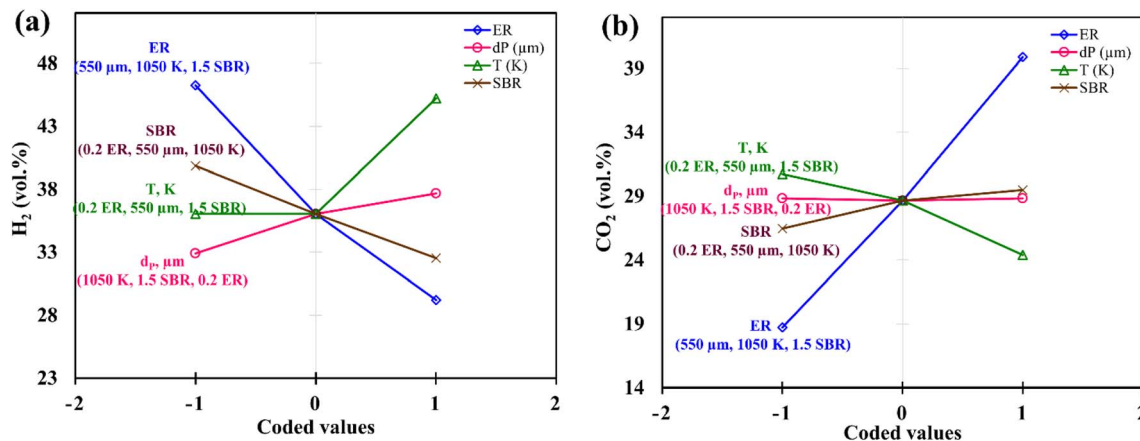 (a)
H2 (vol.%)
48
43
38
33
28
23
-2
-1
0
1
2
Coded values
ER
(550 µm, 1050 K, 1.5 SBR)
SBR
(0.2 ER, 550 µm, 1050 K)
T, K
(0.2 ER, 550 µm, 1.5 SBR)
dP, µm
(1050 K, 1.5 SBR, 0.2 ER)
ER
dP (µm)
T (K)
SBR
(b)
CO2 (vol.%)
39
34
29
24
19
14
-2
-1
0
1
2
Coded values
T, K
(0.2 ER, 550 µm, 1.5 SBR)
dP, µm
(1050 K, 1.5 SBR, 0.2 ER)
SBR
(0.2 ER, 550 µm, 1050 K)
ER
(550 µm, 1050 K, 1.5 SBR)
ER
dP (µm)
T (K)
SBR